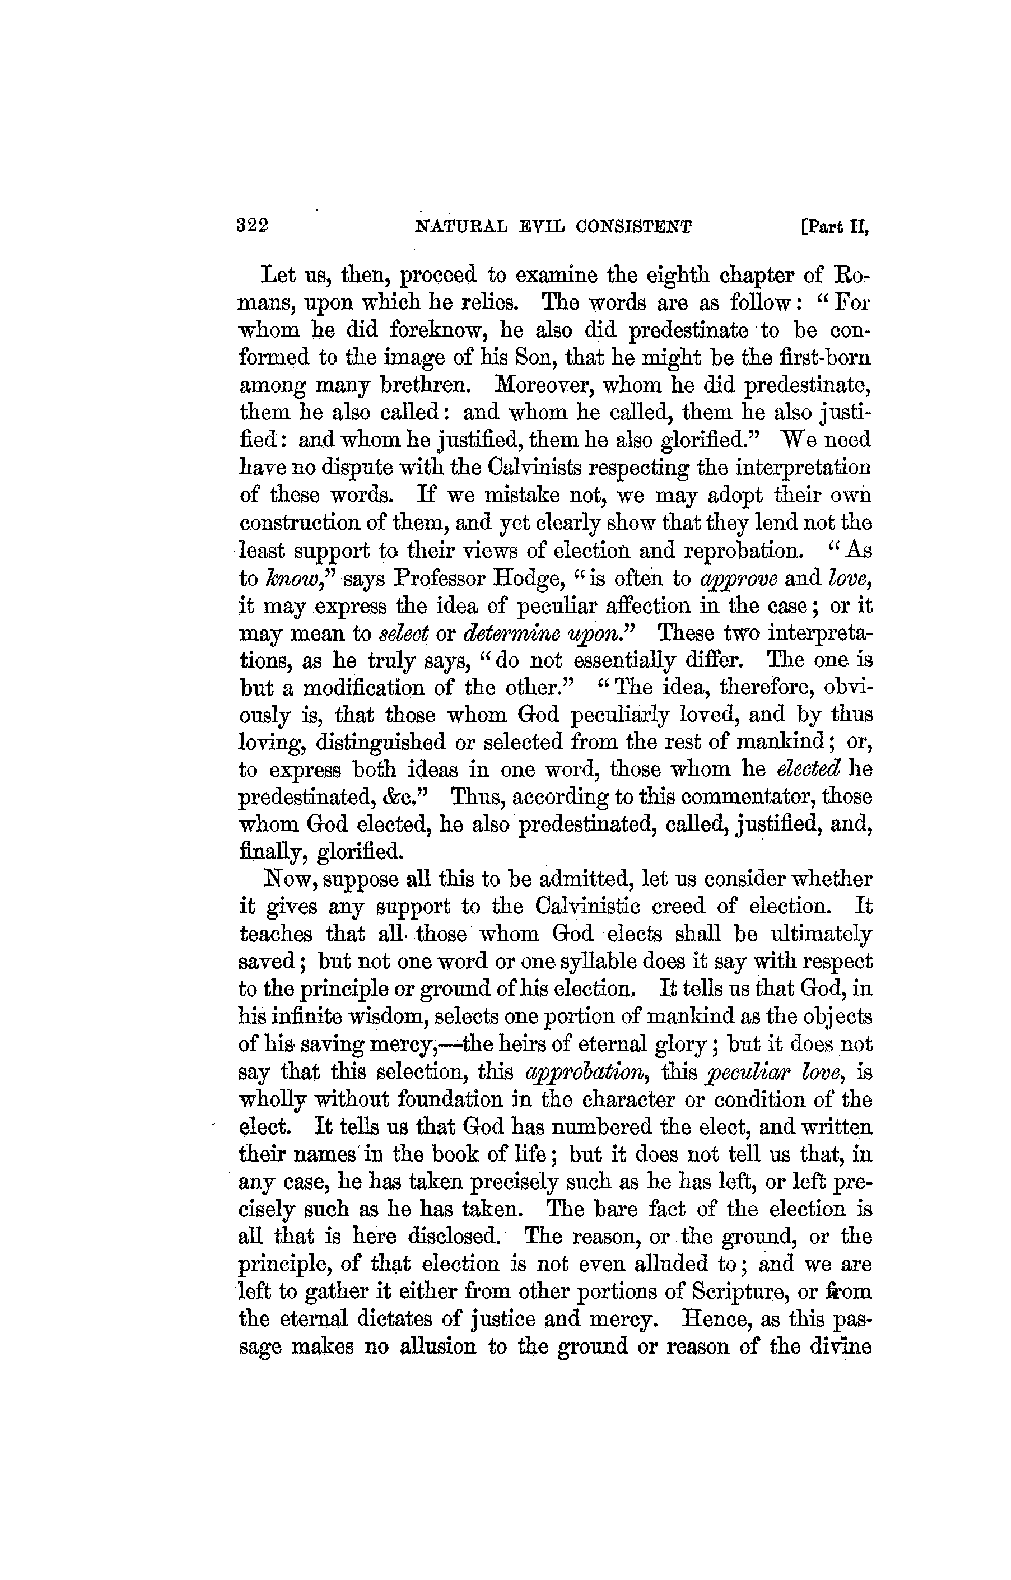 322 NATURAL EVIL CONSISTENT [Part II,
Let us, then, proceed to examine the eighth chapter of Ro-
mans, upon which he relies. The words are as follow: “For
whom he did foreknow, he also did predestinate to be con-
formed to the image of his Son, that he might be the first-born
among many brethren. Moreover, whom he did predestinate,
them he also called: and whom he called, them he also justi-
fied: and whom he justified, them he also glorified.” We need
have no dispute with the Calvinists respecting the interpretation
of these words. If we mistake not, we may adopt their own
construction of them, and yet clearly show that they lend not the
least support to their views of election and reprobation. “As
to know,” says Professor Hodge, “is often to approve and love,
it may express the idea of peculiar affection in the case; or it
may mean to select or determine upon.” These two interpreta-
tions, as he truly says, “do not essentially differ. The one is
but a modification of the other.” “The idea, therefore, obvi-
ously is, that those whom God peculiarly loved, and by thus
loving, distinguished or selected from the rest of mankind; or,
to express both ideas in one word, those whom he elected he
predestinated, &c.” Thus, according to this commentator, those
whom God elected, he also predestinated, called, justified, and,
finally, glorified.
Now, suppose all this to be admitted, let us consider whether
it gives any support to the Calvinistic creed of election. It
teaches that all those whom God elects shall be ultimately
saved; but not one word or one syllable does it say with respect
to the principle or ground of his election. It tells us that God, in
his infinite wisdom, selects one portion of mankind as the objects
of his saving mercy,—the heirs of eternal glory; but it does not
say that this selection, this approbation, this peculiar love, is
wholly without foundation in the character or condition of the
elect. It tells us that God has numbered the elect, and written
their names in the book of life; but it does not tell us that, in
any case, he has taken precisely such as he has left, or left pre-
cisely such as he has taken. The bare fact of the election is
all that is here disclosed. The reason, or the ground, or the
principle, of that election is not even alluded to; and we are
left to gather it either from other portions of Scripture, or from
the eternal dictates of justice and mercy. Hence, as this pas-
sage makes no allusion to the ground or reason of the divine